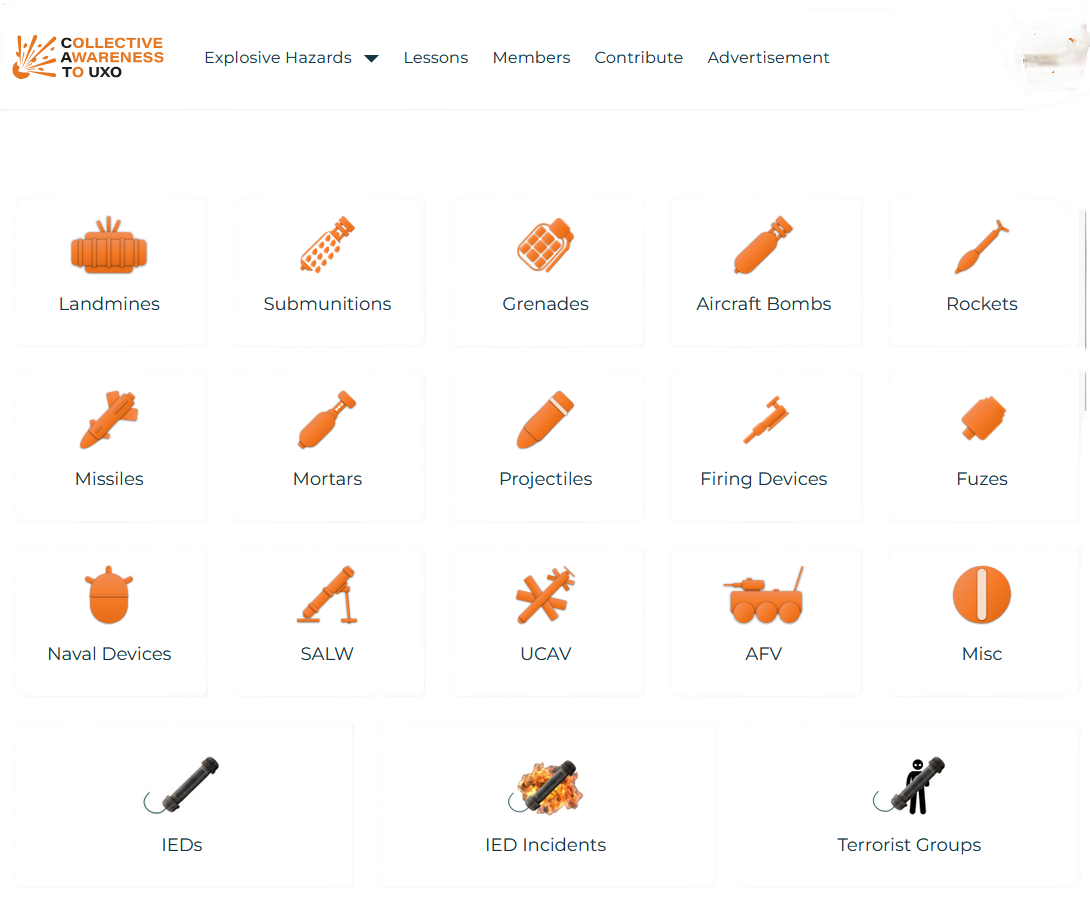 COLLECTIVE
AWARENESS
TO UXO
Explosive Hazards Lessons Members Contribute Advertisement
Landmines Submunitions Grenades Aircraft Bombs Rockets
Missiles Mortars Projectiles Firing Devices Fuzes
Naval Devices SALW UCAV AFV Misc
IEDs IED Incidents Terrorist Groups